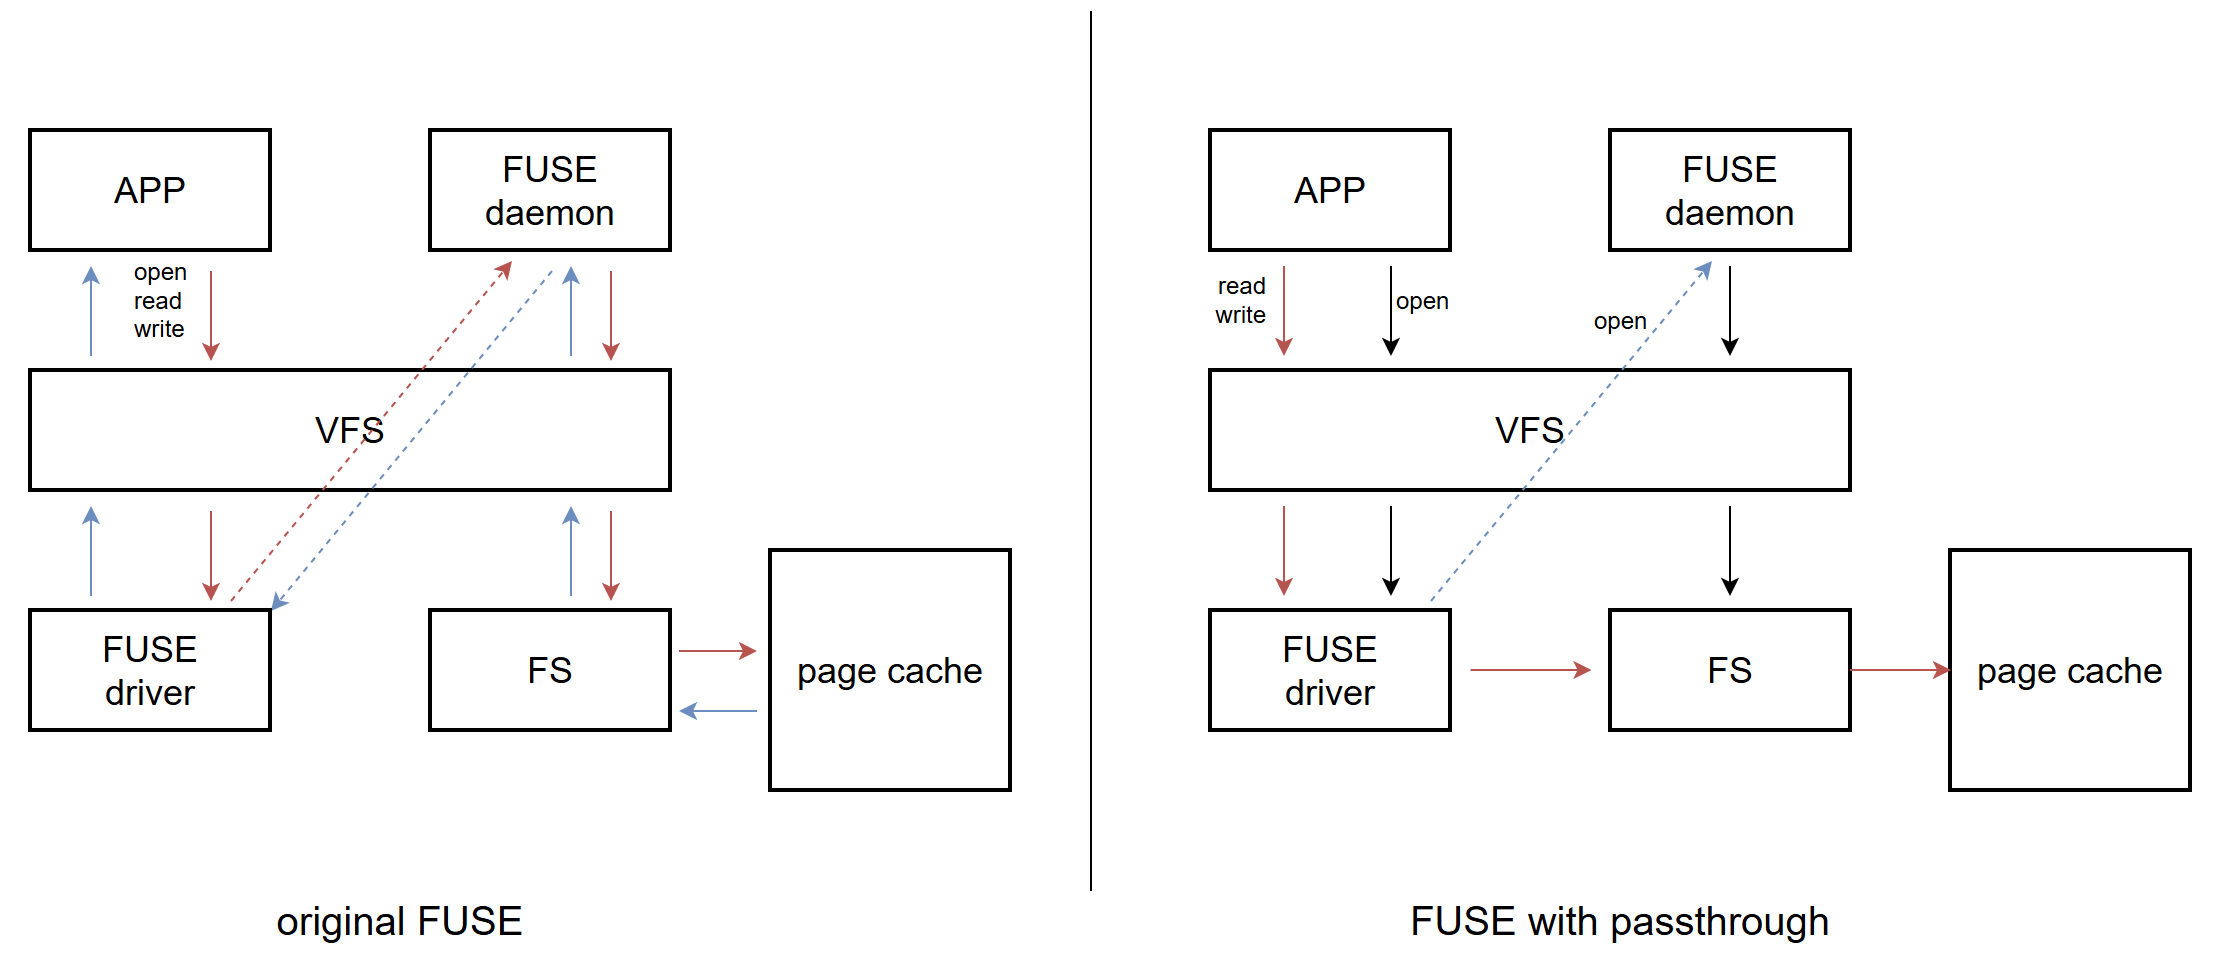 APP
FUSE
daemon
open
read
write
VFS
FUSE
driver
FS
page cache
original FUSE
APP
FUSE
daemon
read
write
open
open
VFS
FUSE
driver
FS
page cache
FUSE with passthrough